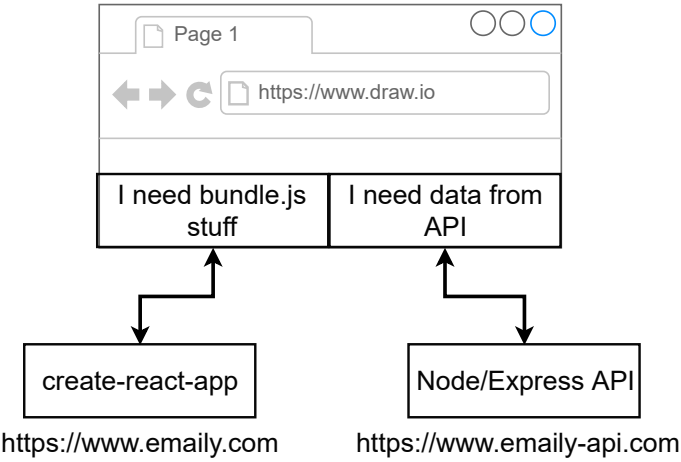 Page 1
https://www.draw.io
I need bundle.js
stuff
I need data from
API
create-react-app
Node/Express API
https://www.emaily.com
https://www.emaily-api.com